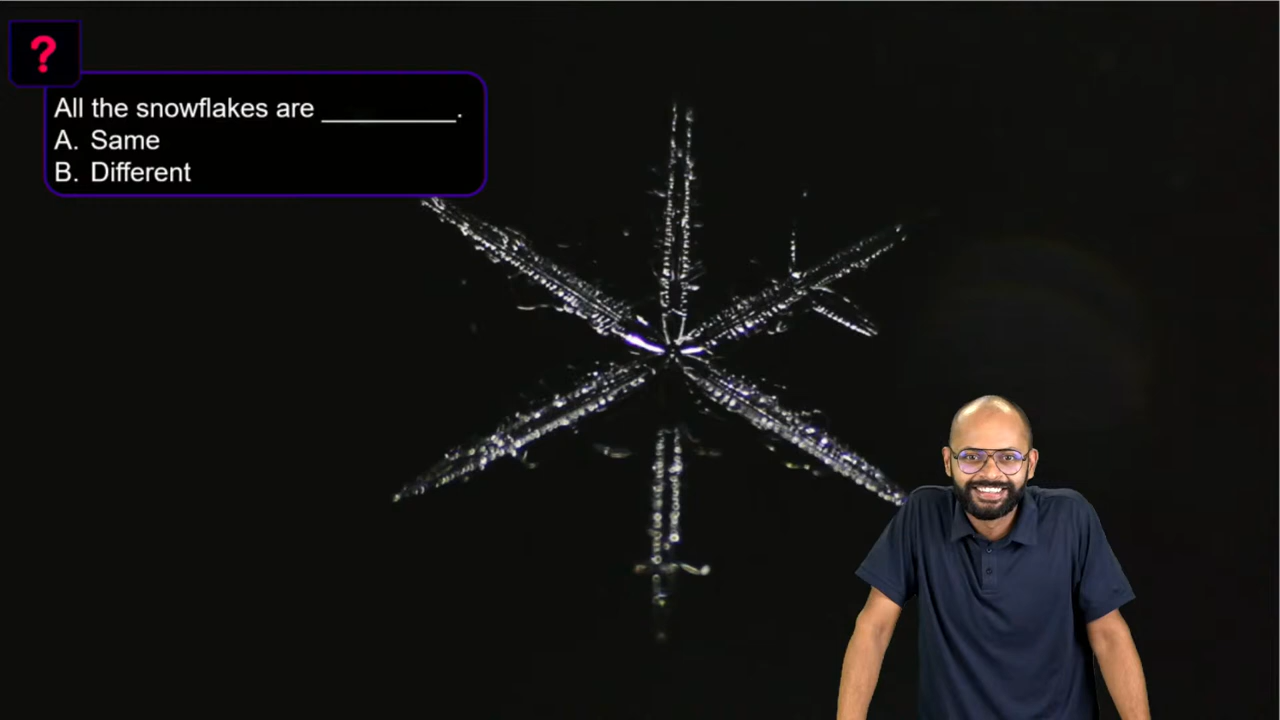 ?
All the snowflakes are __________.
A. Same
B. Different